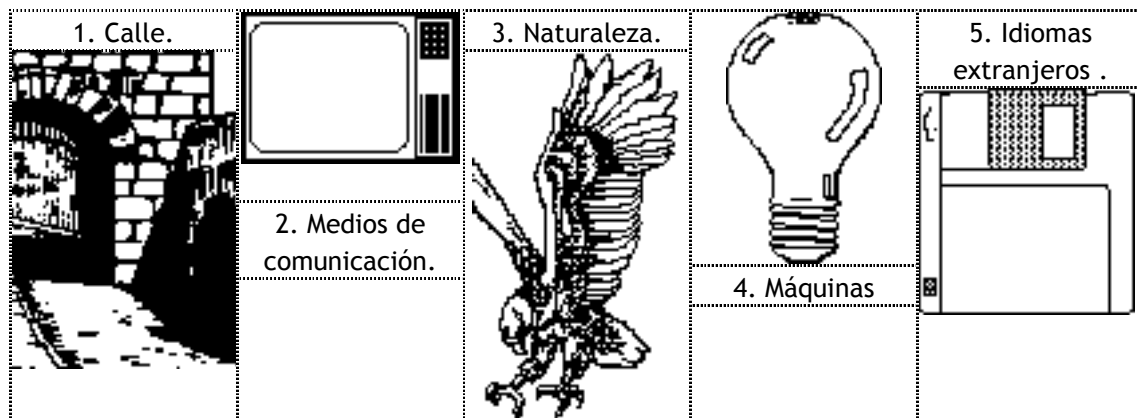 1. Calle.
2. Medios de
comunicación.
3. Naturaleza.
4. Máquinas
5. Idiomas
extranjeros .